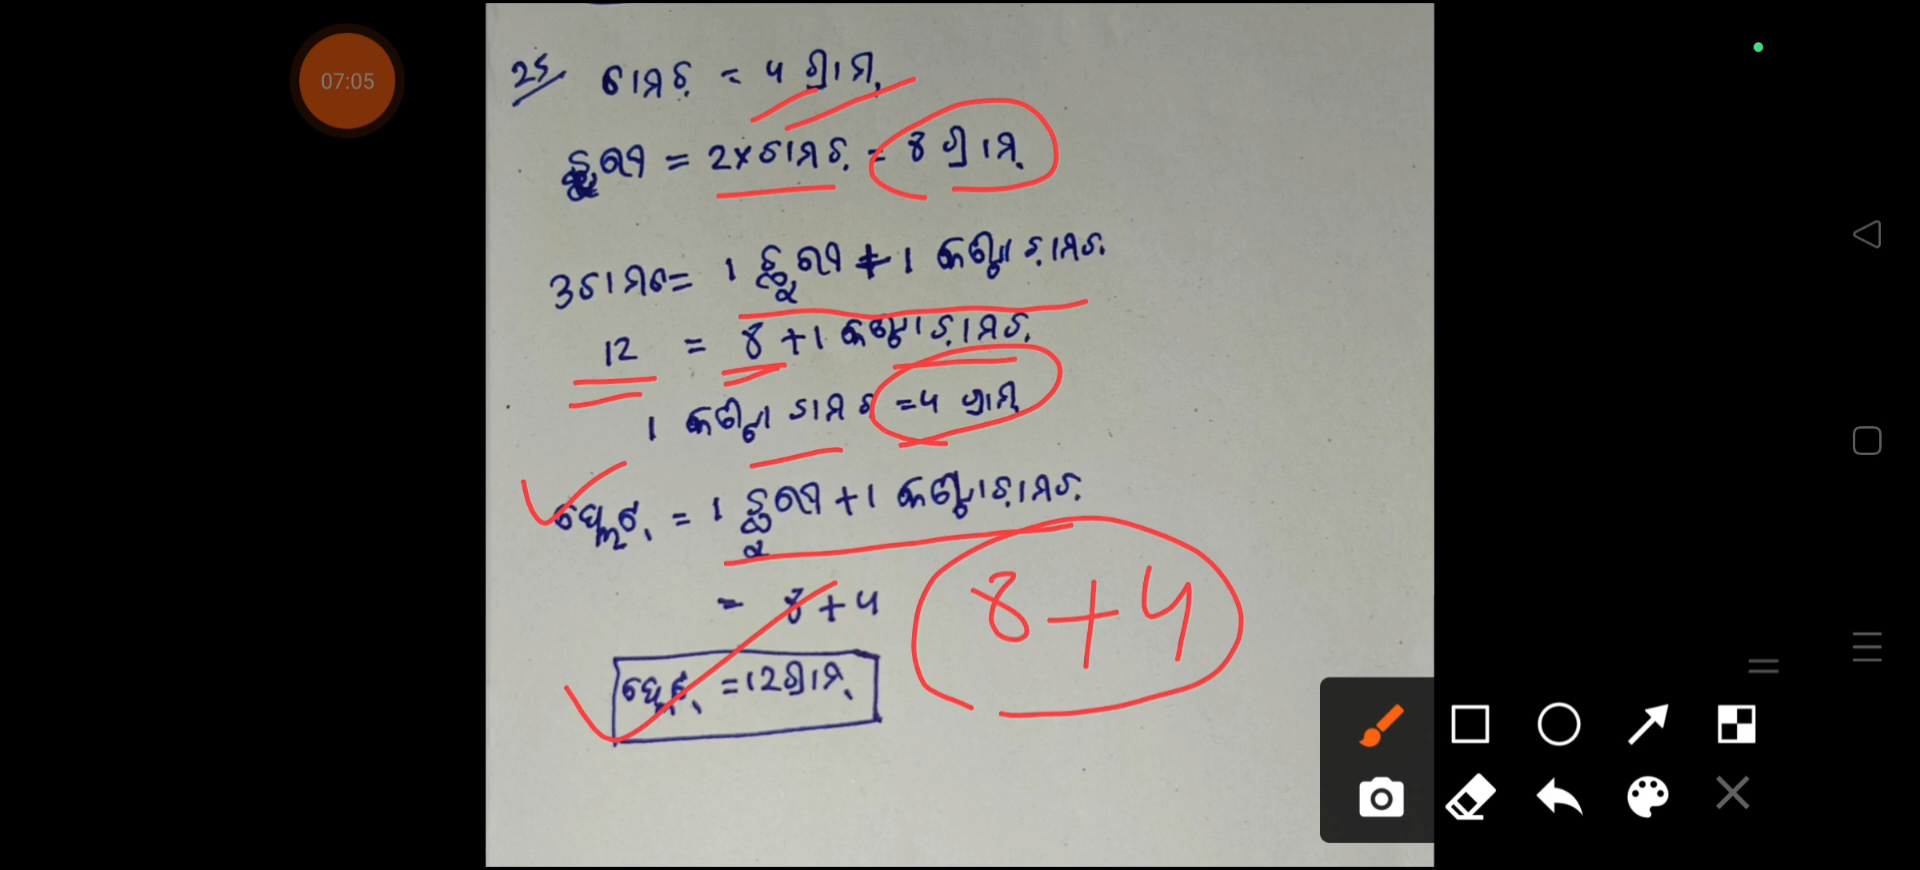 07:05
25 ଚାମଚ = 4 ଗ୍ରାମ୍
ଛୁରୀ = 2×ଚାମଚ = 8 ଗ୍ରାମ୍
3ଚାମଚ = 1 ଛୁରୀ + 1 କଣ୍ଟା ଚାମଚ
12 = 8 + 1 କଣ୍ଟା ଚାମଚ
1 କଣ୍ଟା ଚାମଚ = 4 ଗ୍ରାମ୍
ପ୍ଲେଟ୍ = 1 ଛୁରୀ + 1 କଣ୍ଟା ଚାମଚ
= 8 + 4
8 + 4
ପ୍ଲେଟ୍ = 12 ଗ୍ରାମ୍